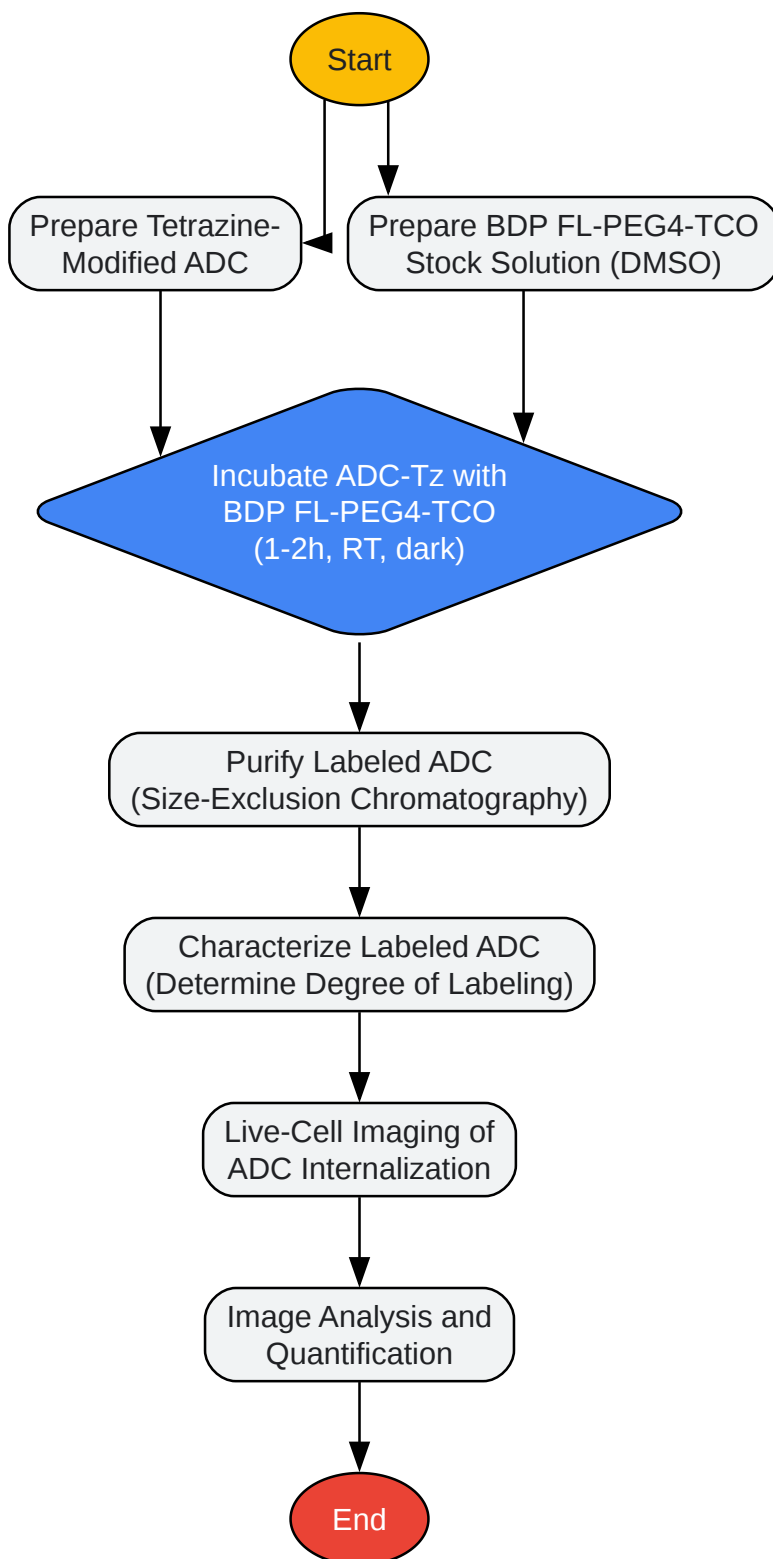 Start
Prepare Tetrazine-
Modified ADC
Prepare BDP FL-PEG4-TCO
Stock Solution (DMSO)
Incubate ADC-Tz with
BDP FL-PEG4-TCO
(1-2h, RT, dark)
Purify Labeled ADC
(Size-Exclusion Chromatography)
Characterize Labeled ADC
(Determine Degree of Labeling)
Live-Cell Imaging of
ADC Internalization
Image Analysis and
Quantification
End